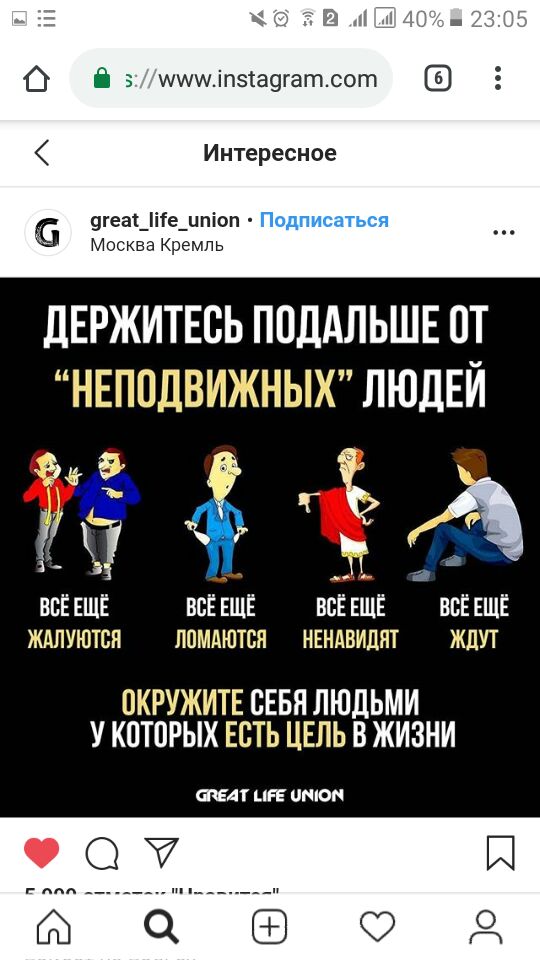 2
40%
23:05
s://www.instagram.com
6
Интересное
G
great_life_union • Подписаться
Москва Кремль
ДЕРЖИТЕСЬ ПОДАЛЬШЕ ОТ
“НЕПОДВИЖНЫХ” ЛЮДЕЙ
ВСЁ ЕЩЁ ВСЁ ЕЩЁ ВСЁ ЕЩЁ ВСЁ ЕЩЁ
ЖАЛУЮТСЯ ЛОМАЮТСЯ НЕНАВИДЯТ ЖДУТ
ОКРУЖИТЕ СЕБЯ ЛЮДЬМИ
У КОТОРЫХ ЕСТЬ ЦЕЛЬ В ЖИЗНИ
GREAT LIFE UNION